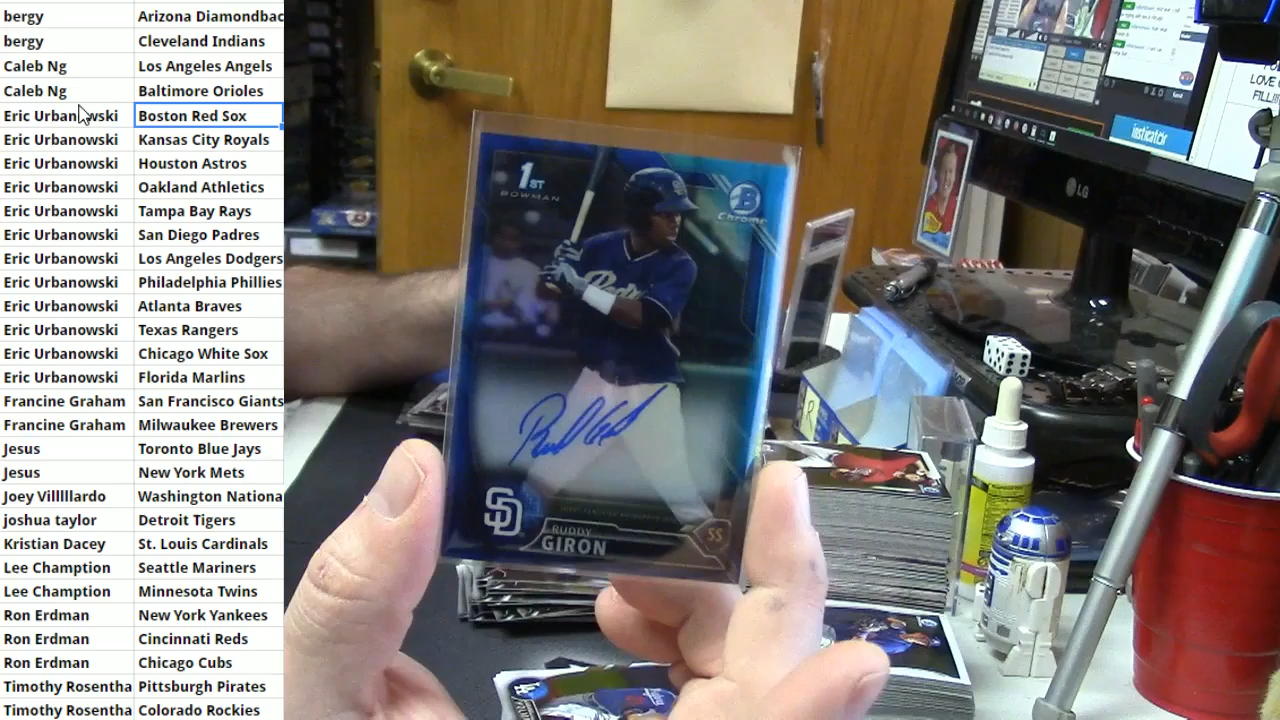 bergy Arizona Diamondbac
bergy Cleveland Indians
Caleb Ng Los Angeles Angels
Caleb Ng Baltimore Orioles
Eric Urbanowski Boston Red Sox
Eric Urbanowski Kansas City Royals
Eric Urbanowski Houston Astros
Eric Urbanowski Oakland Athletics
Eric Urbanowski Tampa Bay Rays
Eric Urbanowski San Diego Padres
Eric Urbanowski Los Angeles Dodgers
Eric Urbanowski Philadelphia Phillies
Eric Urbanowski Atlanta Braves
Eric Urbanowski Texas Rangers
Eric Urbanowski Chicago White Sox
Eric Urbanowski Florida Marlins
Francine Graham San Francisco Giants
Francine Graham Milwaukee Brewers
Jesus Toronto Blue Jays
Jesus New York Mets
Joey Villlllardo Washington Nationa
joshua taylor Detroit Tigers
Kristian Dacey St. Louis Cardinals
Lee Champion Seattle Mariners
Lee Champion Minnesota Twins
Ron Erdman New York Yankees
Ron Erdman Cincinnati Reds
Ron Erdman Chicago Cubs
Timothy Rosentha Pittsburgh Pirates
Timothy Rosentha Colorado Rockies
1ST
BOWMAN
B
Chrome
Padres
SD
RUDDY
GIRON
SS
LG
insticatòr
LOVE
FILL!!!
R
LA